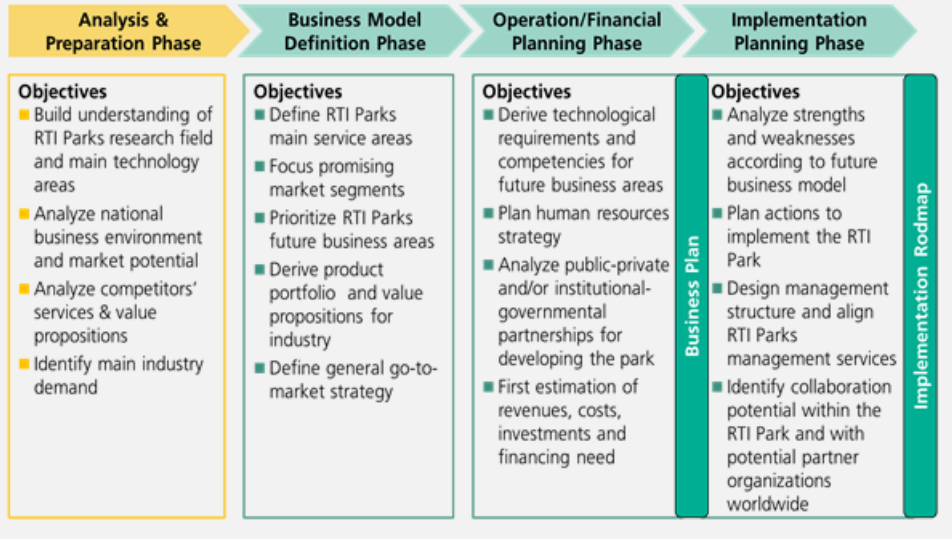 Analysis &
Preparation Phase
Business Model
Definition Phase
Operation/Financial
Planning Phase
Implementation
Planning Phase
Objectives
Build understanding of
RTI Parks research field
and main technology
areas
Analyze national
business environment
and market potential
Analyze competitors'
services & value
propositions
Identify main industry
demand
Objectives
Define RTI Parks
main service areas
Focus promising
market segments
Prioritize RTI Parks
future business areas
Derive product
portfolio and value
propositions for
industry
Define general go-to-
market strategy
Objectives
Derive technological
requirements and
competencies for
future business areas
Plan human resources
strategy
Analyze public-private
and/or institutional-
governmental
partnerships for
developing the park
First estimation of
revenues, costs,
investments and
financing need
Business Plan
Objectives
Analyze strengths
and weaknesses
according to future
business model
Plan actions to
implement the RTI
Park
Design management
structure and align
RTI Parks
management services
Identify collaboration
potential within the
RTI Park and with
potential partner
organizations
worldwide
Implementation Rodmap